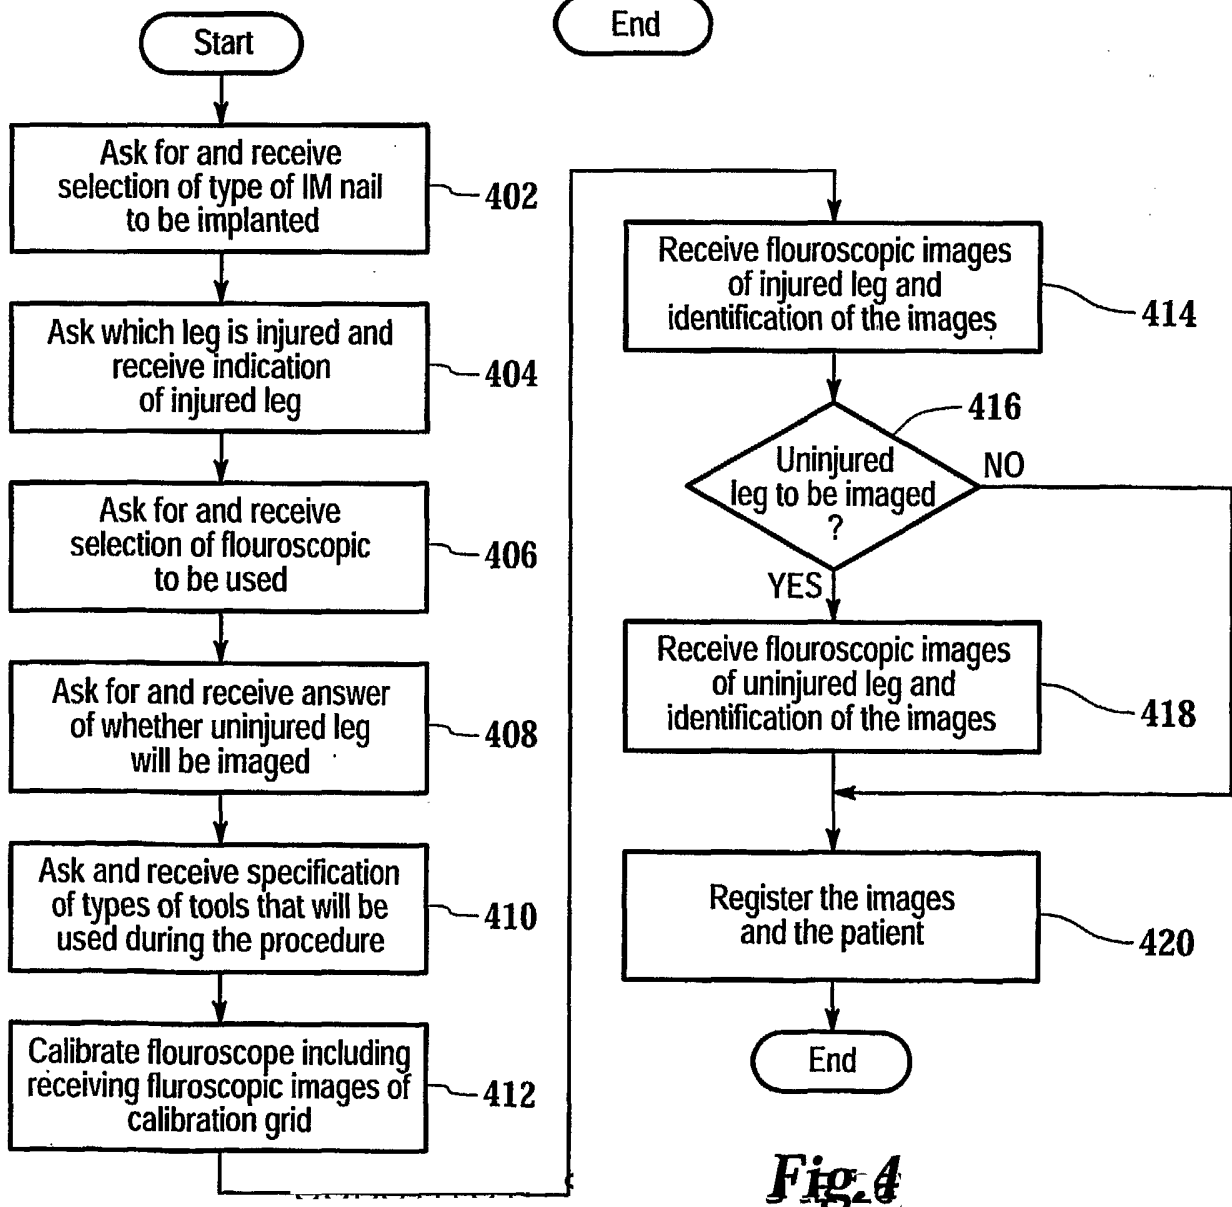 Start
End
Ask for and receive
selection of type of IM nail
to be implanted
402
Ask which leg is injured and
receive indication
of injured leg
404
Ask for and receive
selection of flouroscopic
to be used
406
Ask for and receive answer
of whether uninjured leg
will be imaged
408
Ask and receive specification
of types of tools that will be
used during the procedure
410
Calibrate flouroscope including
receiving fluroscopic images of
calibration grid
412
Receive flouroscopic images
of injured leg and
identification of the images
414
416
Uninjured
leg to be imaged
?
NO
YES
Receive flouroscopic images
of uninjured leg and
identification of the images
418
Register the images
and the patient
420
End
Fig.4